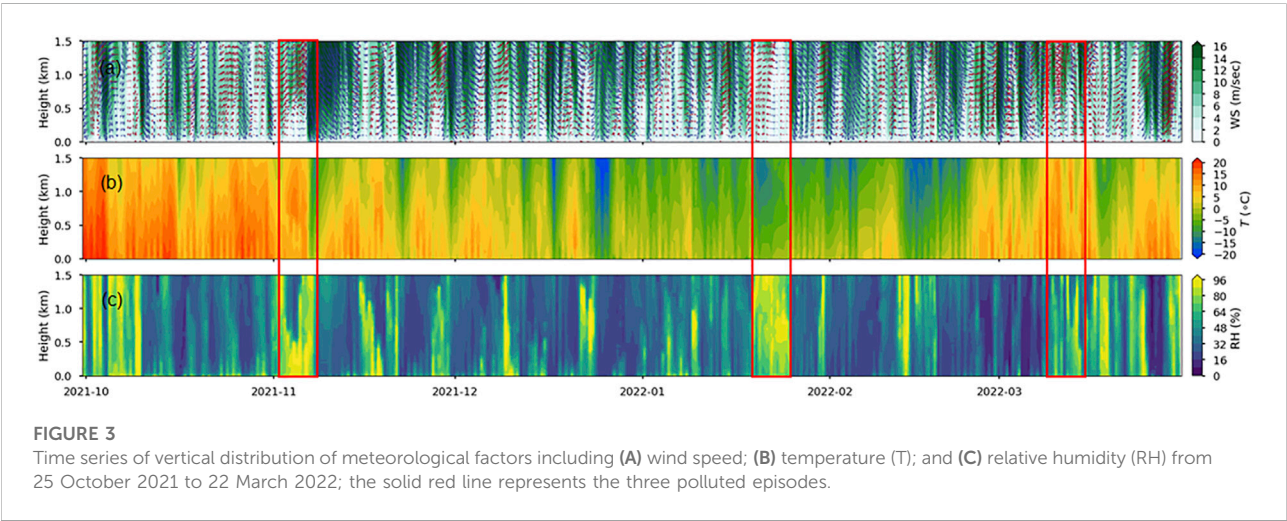 1.5
1.0
0.5
0.0
Height (km)
(a)
16
14
12
10
8
6
4
2
0
WS (m/sec)
1.5
1.0
0.5
0.0
Height (km)
(b)
20
15
10
5
0
−5
−10
−15
−20
T (∘C)
1.5
1.0
0.5
0.0
Height (km)
(c)
96
80
64
48
32
16
0
RH (%)
2021-10 2021-11 2021-12 2022-01 2022-02 2022-03
FIGURE 3
Time series of vertical distribution of meteorological factors including (A) wind speed; (B) temperature (T); and (C) relative humidity (RH) from
25 October 2021 to 22 March 2022; the solid red line represents the three polluted episodes.